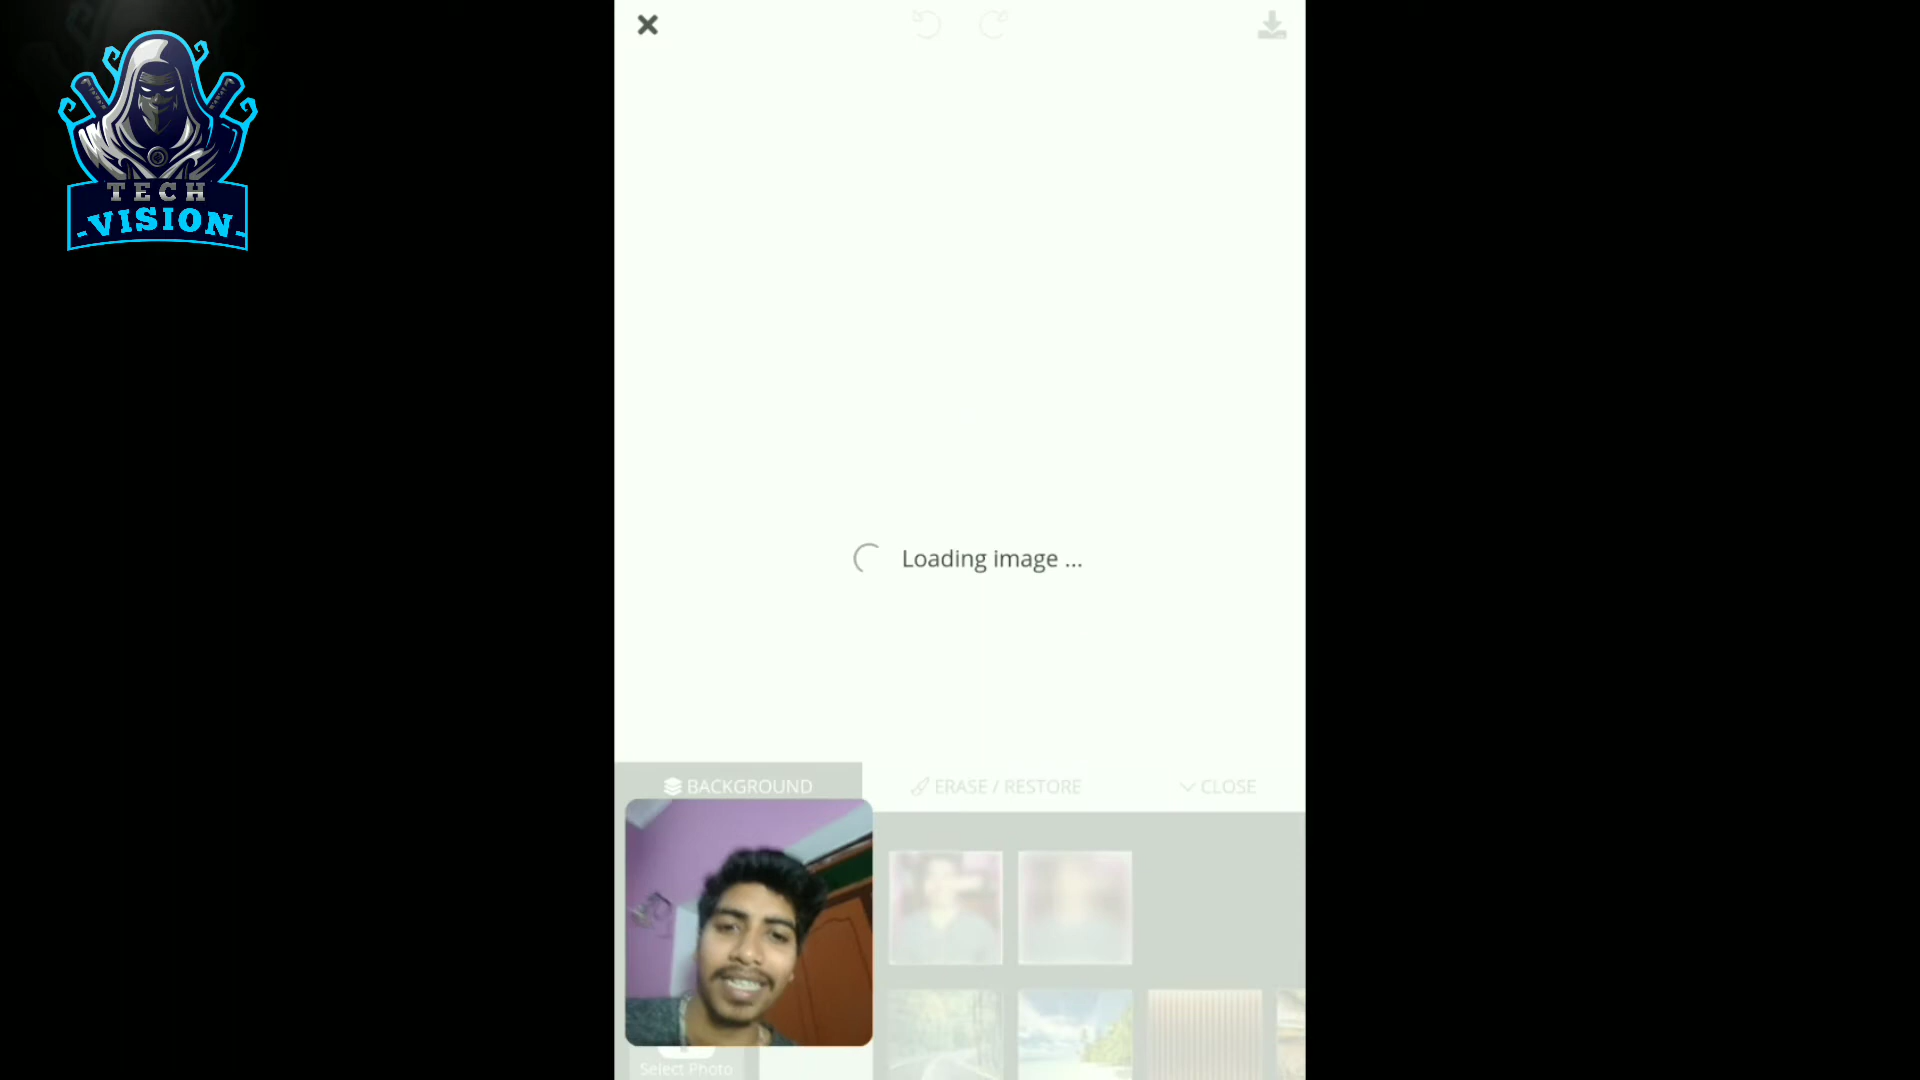 TECH
-VISION-
Loading image ...
BACKGROUND
ERASE / RESTORE
CLOSE
Select Photo